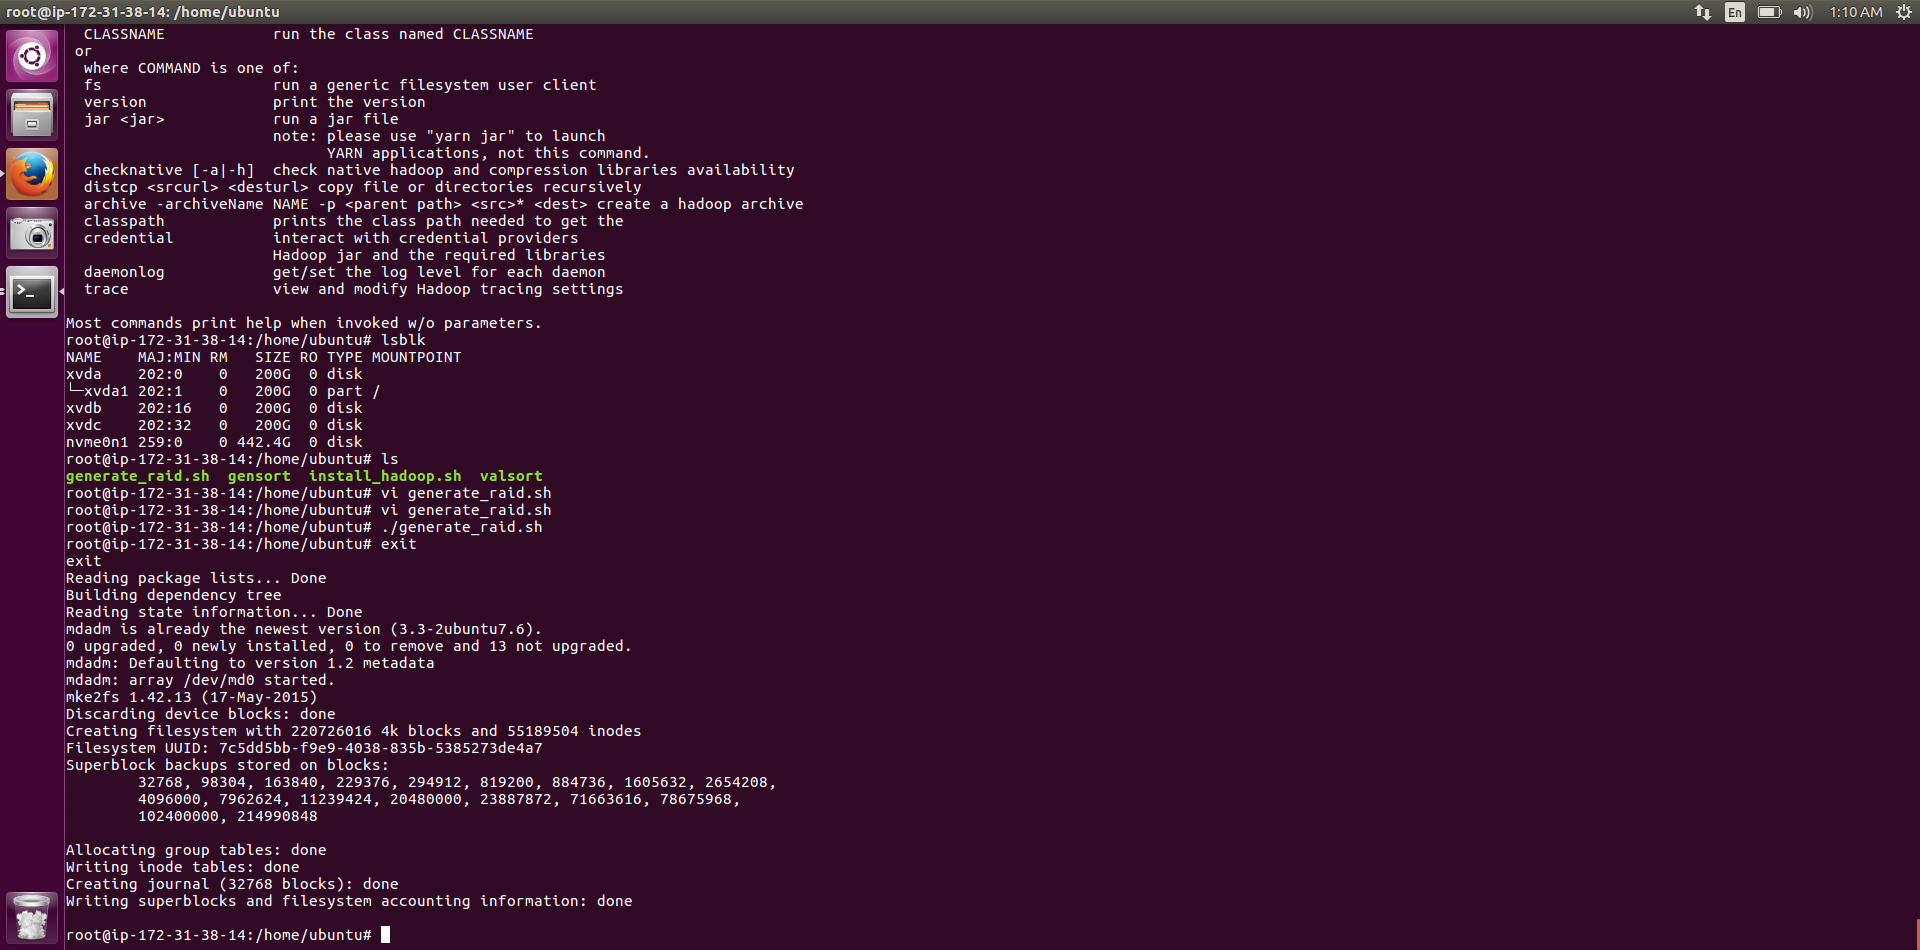 root@ip-172-31-38-14: /home/ubuntu
En
1:10 AM
  CLASSNAME            run the class named CLASSNAME
 or
  where COMMAND is one of:
  fs                   run a generic filesystem user client
  version              print the version
  jar <jar>            run a jar file
                       note: please use "yarn jar" to launch
                             YARN applications, not this command.
  checknative [-a|-h]  check native hadoop and compression libraries availability
  distcp <srcurl> <desturl> copy file or directories recursively
  archive -archiveName NAME -p <parent path> <src>* <dest> create a hadoop archive
  classpath            prints the class path needed to get the
  credential           interact with credential providers
                       Hadoop jar and the required libraries
  daemonlog            get/set the log level for each daemon
  trace                view and modify Hadoop tracing settings

Most commands print help when invoked w/o parameters.
root@ip-172-31-38-14:/home/ubuntu# lsblk
NAME    MAJ:MIN RM   SIZE RO TYPE MOUNTPOINT
xvda    202:0    0   200G  0 disk
└─xvda1 202:1    0   200G  0 part /
xvdb    202:16   0   200G  0 disk
xvdc    202:32   0   200G  0 disk
nvme0n1 259:0    0 442.4G  0 disk
root@ip-172-31-38-14:/home/ubuntu# ls
generate_raid.sh  gensort  install_hadoop.sh  valsort
root@ip-172-31-38-14:/home/ubuntu# vi generate_raid.sh
root@ip-172-31-38-14:/home/ubuntu# vi generate_raid.sh
root@ip-172-31-38-14:/home/ubuntu# ./generate_raid.sh
root@ip-172-31-38-14:/home/ubuntu# exit
exit
Reading package lists... Done
Building dependency tree
Reading state information... Done
mdadm is already the newest version (3.3-2ubuntu7.6).
0 upgraded, 0 newly installed, 0 to remove and 13 not upgraded.
mdadm: Defaulting to version 1.2 metadata
mdadm: array /dev/md0 started.
mke2fs 1.42.13 (17-May-2015)
Discarding device blocks: done
Creating filesystem with 220726016 4k blocks and 55189504 inodes
Filesystem UUID: 7c5dd5bb-f9e9-4038-835b-5385273de4a7
Superblock backups stored on blocks:
        32768, 98304, 163840, 229376, 294912, 819200, 884736, 1605632, 2654208,
        4096000, 7962624, 11239424, 20480000, 23887872, 71663616, 78675968,
        102400000, 214990848

Allocating group tables: done
Writing inode tables: done
Creating journal (32768 blocks): done
Writing superblocks and filesystem accounting information: done

root@ip-172-31-38-14:/home/ubuntu#